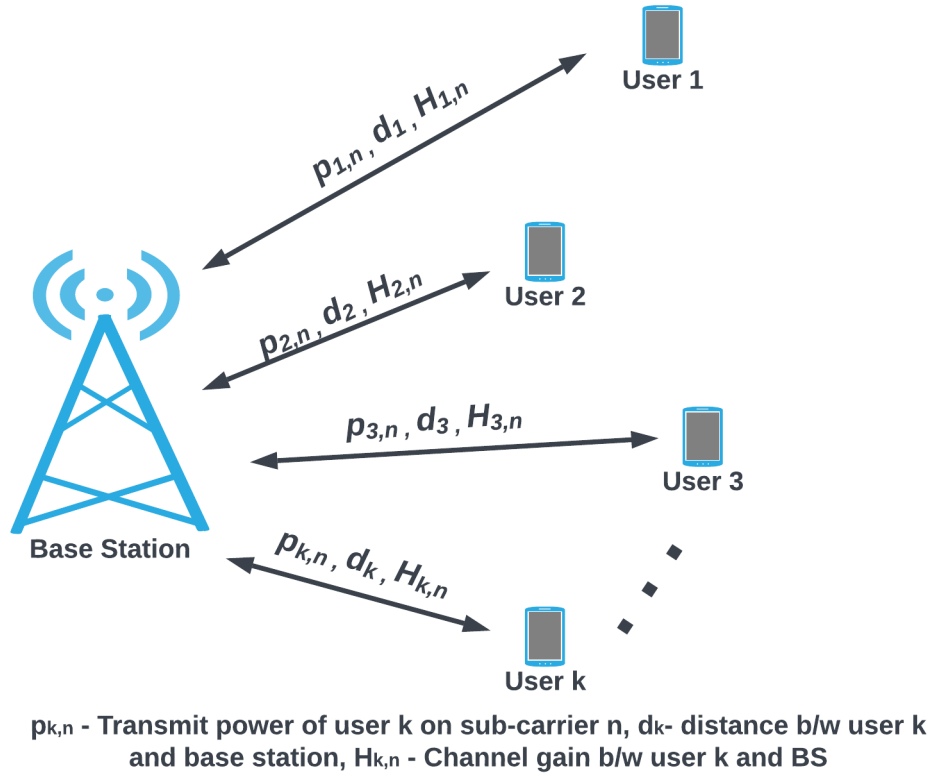 User 1
p1,n , d1 , H1,n
User 2
p2,n , d2 , H2,n
p3,n , d3 , H3,n
User 3
Base Station
pk,n , dk , Hk,n
User k
pk,n - Transmit power of user k on sub-carrier n, dk- distance b/w user k
and base station, Hk,n - Channel gain b/w user k and BS